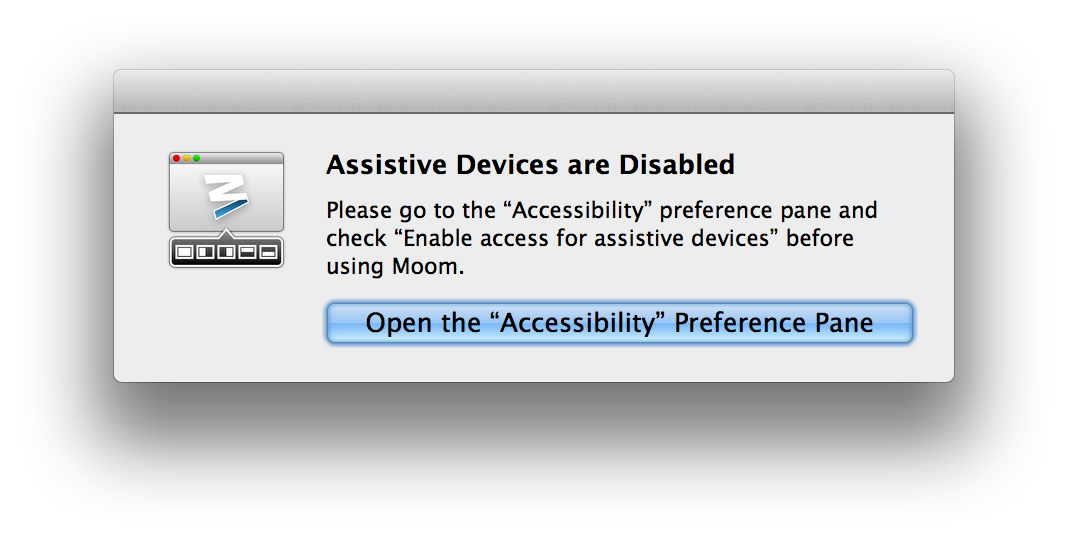 Assistive Devices are Disabled
Please go to the “Accessibility” preference pane and
check “Enable access for assistive devices” before
using Moom.
Open the “Accessibility” Preference Pane